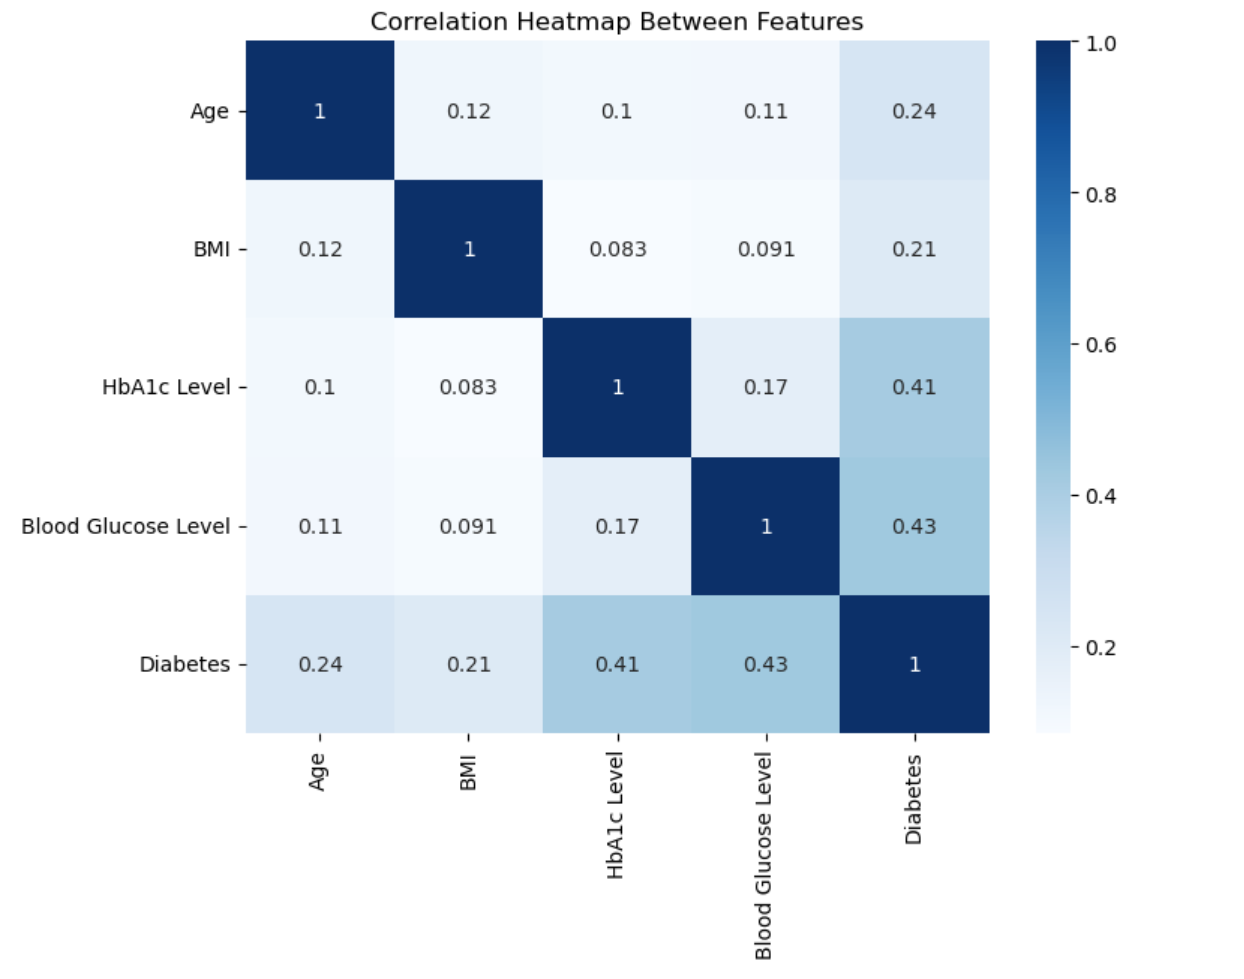 Correlation Heatmap Between Features
Age 1 0.12 0.1 0.11 0.24
BMI 0.12 1 0.083 0.091 0.21
HbA1c Level 0.1 0.083 1 0.17 0.41
Blood Glucose Level 0.11 0.091 0.17 1 0.43
Diabetes 0.24 0.21 0.41 0.43 1
Age
BMI
HbA1c Level
Blood Glucose Level
Diabetes
1.0
0.8
0.6
0.4
0.2